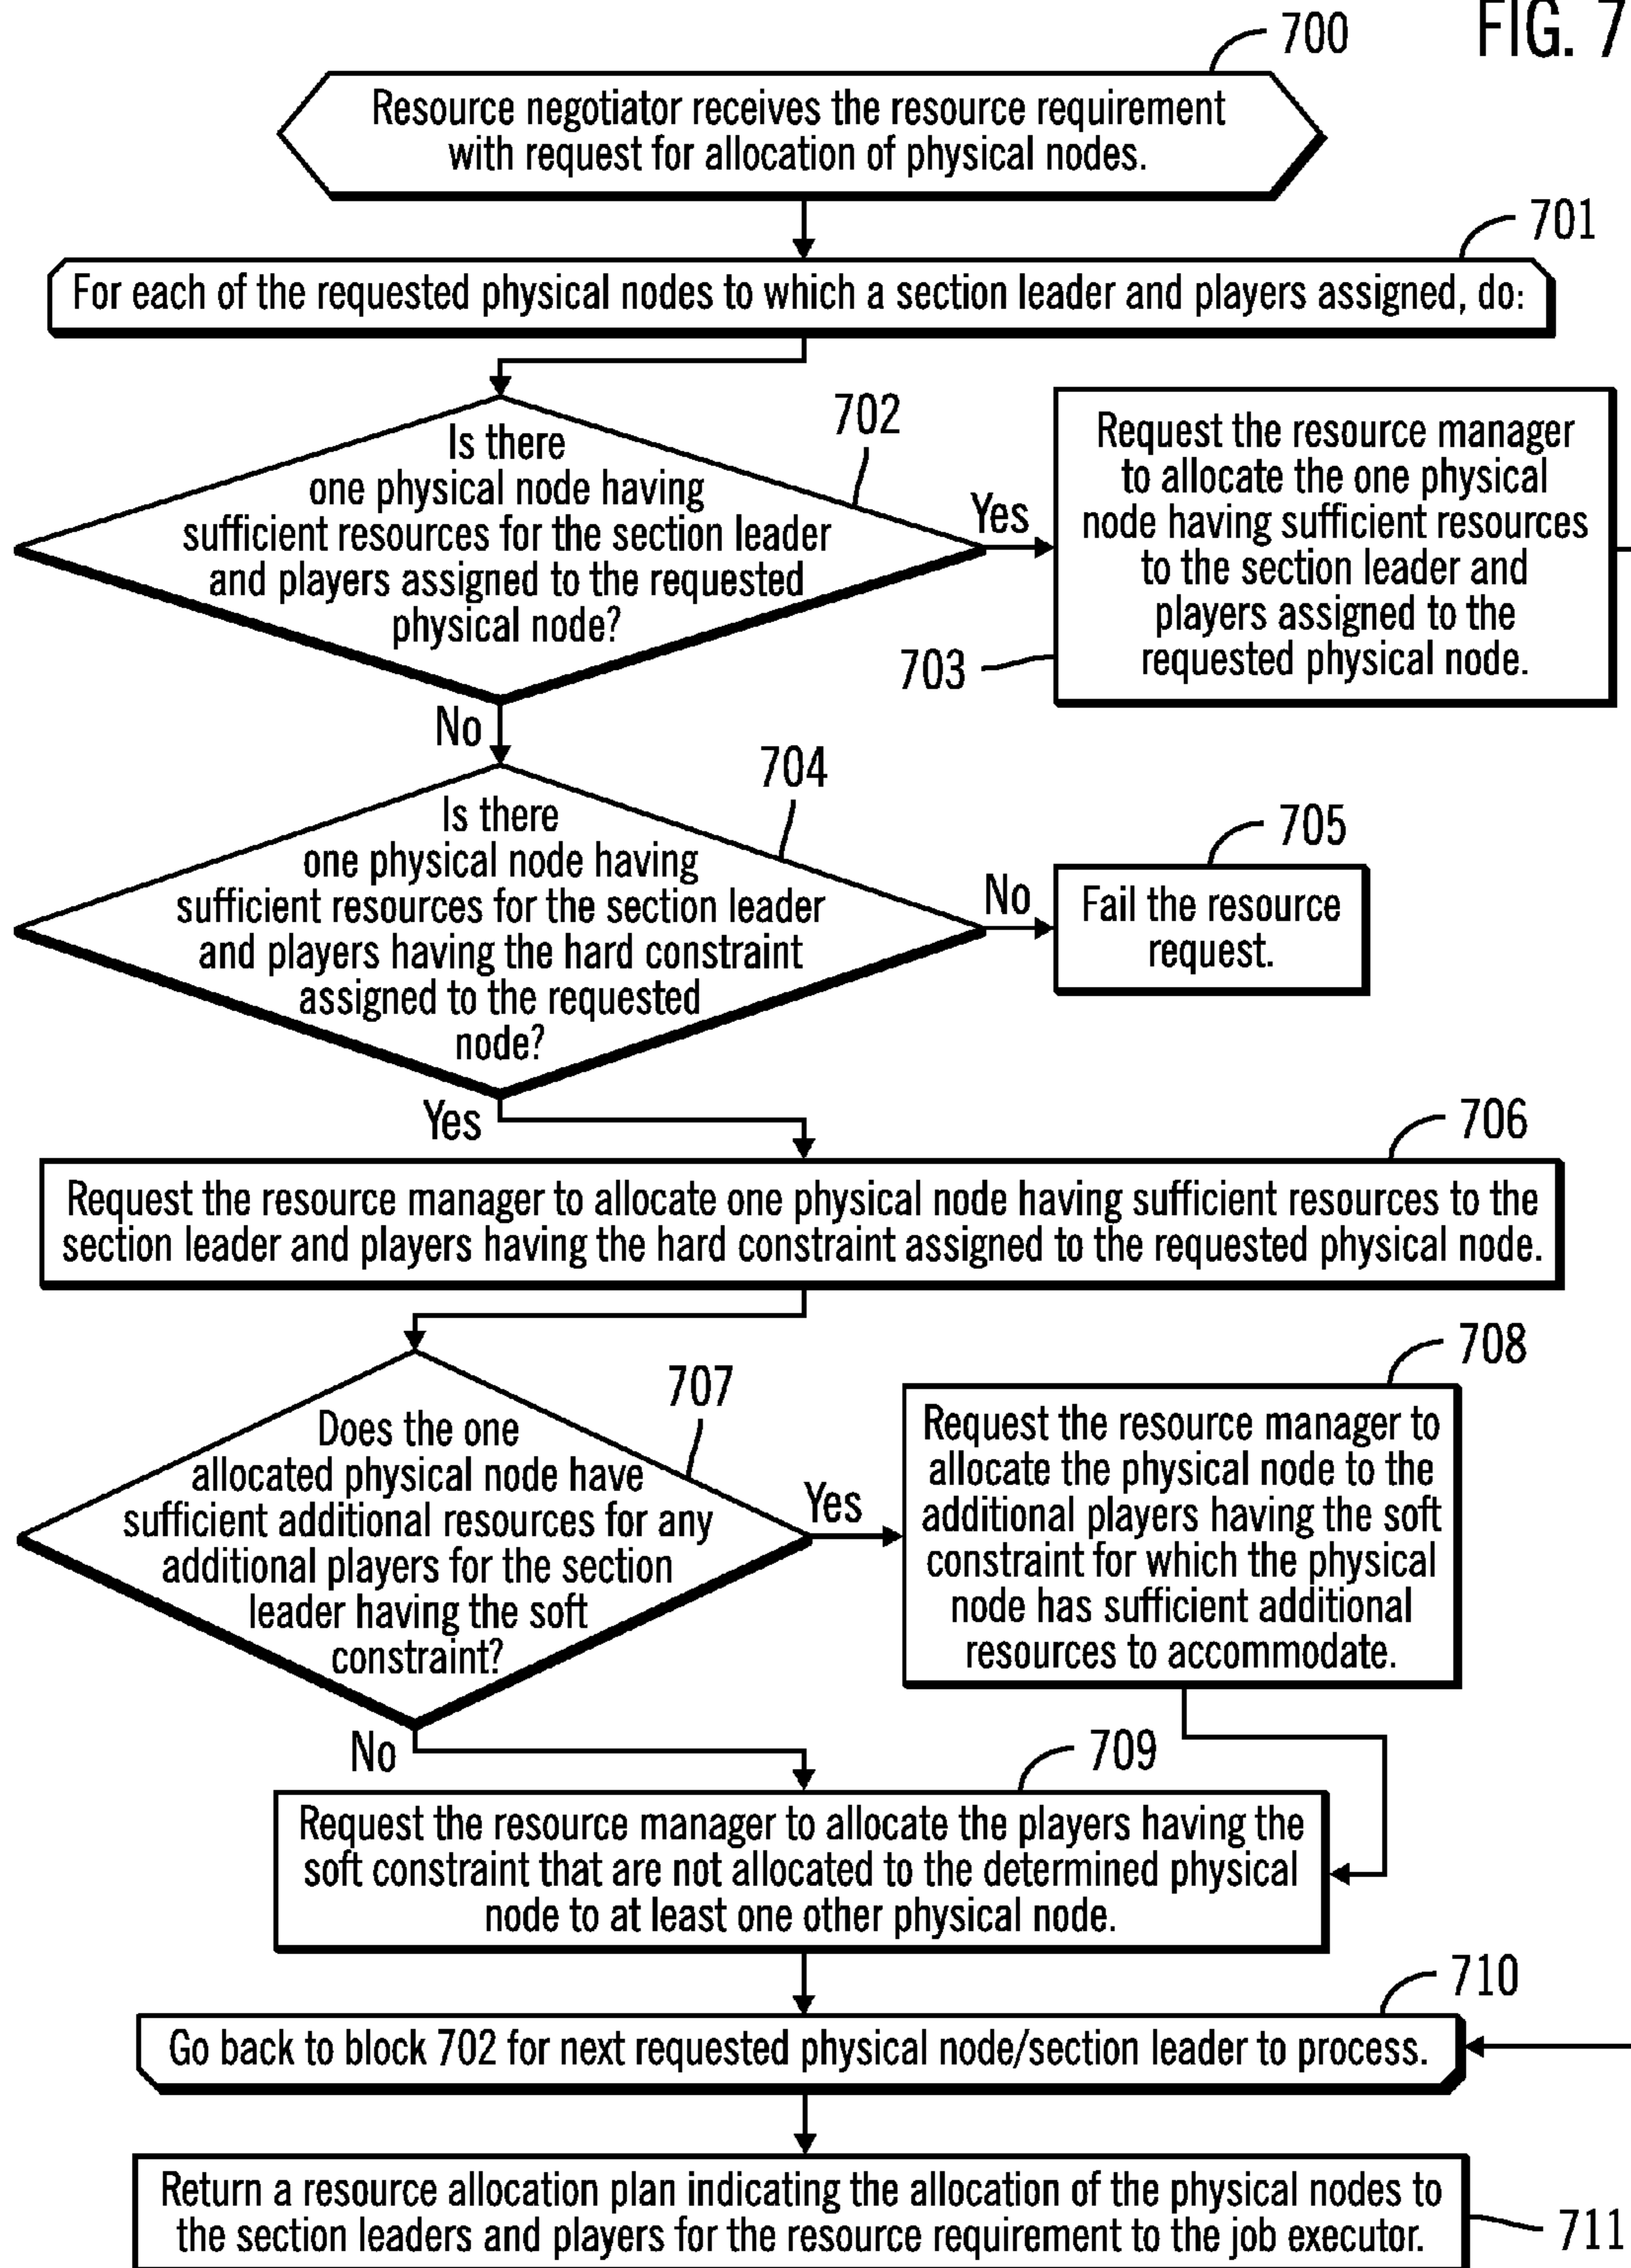 FIG. 7
700
Resource negotiator receives the resource requirement
with request for allocation of physical nodes.
701
For each of the requested physical nodes to which a section leader and players assigned, do:
702
Is there
one physical node having
sufficient resources for the section leader
and players assigned to the requested
physical node?
Yes
Request the resource manager
to allocate the one physical
node having sufficient resources
to the section leader and
players assigned to the
requested physical node.
703
No
704
Is there
one physical node having
sufficient resources for the section leader
and players having the hard constraint
assigned to the requested
node?
No
705
Fail the resource
request.
Yes
706
Request the resource manager to allocate one physical node having sufficient resources to the
section leader and players having the hard constraint assigned to the requested physical node.
707
Does the one
allocated physical node have
sufficient additional resources for any
additional players for the section
leader having the soft
constraint?
Yes
708
Request the resource manager to
allocate the physical node to the
additional players having the soft
constraint for which the physical
node has sufficient additional
resources to accommodate.
No
709
Request the resource manager to allocate the players having the
soft constraint that are not allocated to the determined physical
node to at least one other physical node.
710
Go back to block 702 for next requested physical node/section leader to process.
Return a resource allocation plan indicating the allocation of the physical nodes to
the section leaders and players for the resource requirement to the job executor.
711